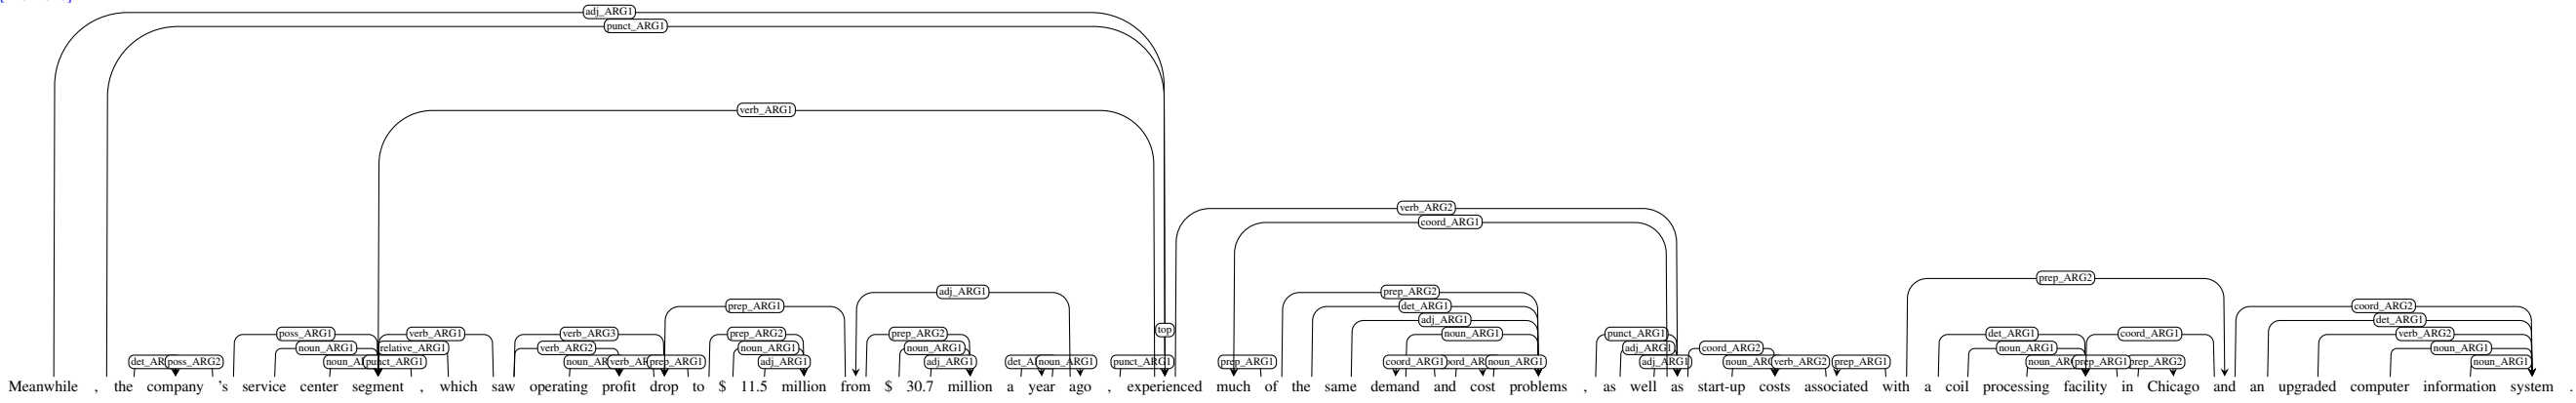 adj_ARG1
punct_ARG1
verb_ARG1
verb_ARG2
coord_ARG1
prep_ARG2
adj_ARG1 prep_ARG2
prep_ARG1 det_ARG1 coord_ARG2
adj_ARG1 det_ARG1
top
poss_ARG1 verb_ARG1 verb_ARG3 prep_ARG2 prep_ARG2 noun_ARG1 punct_ARG1 det_ARG1 coord_ARG1 verb_ARG2
noun_ARG1 relative_ARG1 verb_ARG2 noun_ARG1 noun_ARG1 adj_ARG1 coord_ARG2 noun_ARG1 noun_ARG1
poss_ARG2 prep_ARG1 adj_ARG1 adj_ARG1 noun_ARG1 punct_ARG1 prep_ARG1 coord_ARG1 noun_ARG1 adj_ARG1 verb_ARG2 prep_ARG1 prep_ARG1 noun_ARG1
Meanwhile , the company 's service center segment , which saw operating profit drop to $ 11.5 million from $ 30.7 million a year ago , experienced much of the same demand and cost problems , as well as start-up costs associated with a coil processing facility in Chicago and an upgraded computer information system .